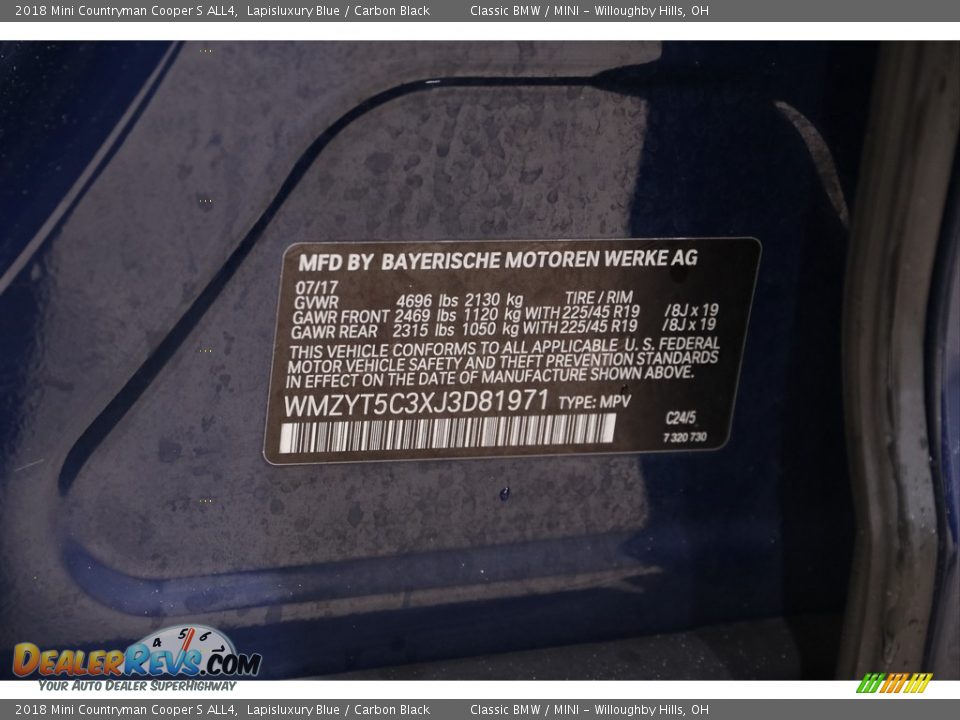 2018 Mini Countryman Cooper S ALL4, Lapisluxury Blue / Carbon Black Classic BMW / MINI - Willoughby Hills, OH
MFD BY BAYERISCHE MOTOREN WERKE AG
07/17
GVWR 4696 lbs 2130 kg TIRE / RIM
GAWR FRONT 2469 lbs 1120 kg WITH 225/45 R19 /8J x 19
GAWR REAR 2315 lbs 1050 kg WITH 225/45 R19 /8J x 19
THIS VEHICLE CONFORMS TO ALL APPLICABLE U. S. FEDERAL
MOTOR VEHICLE SAFETY AND THEFT PREVENTION STANDARDS
IN EFFECT ON THE DATE OF MANUFACTURE SHOWN ABOVE.
WMZYT5C3XJ3D81971 TYPE: MPV
C24/5
7 320 730
4 5 6
DEALERREVS.COM
YOUR AUTO DEALER SUPERHIGHWAY
2018 Mini Countryman Cooper S ALL4, Lapisluxury Blue / Carbon Black Classic BMW / MINI - Willoughby Hills, OH